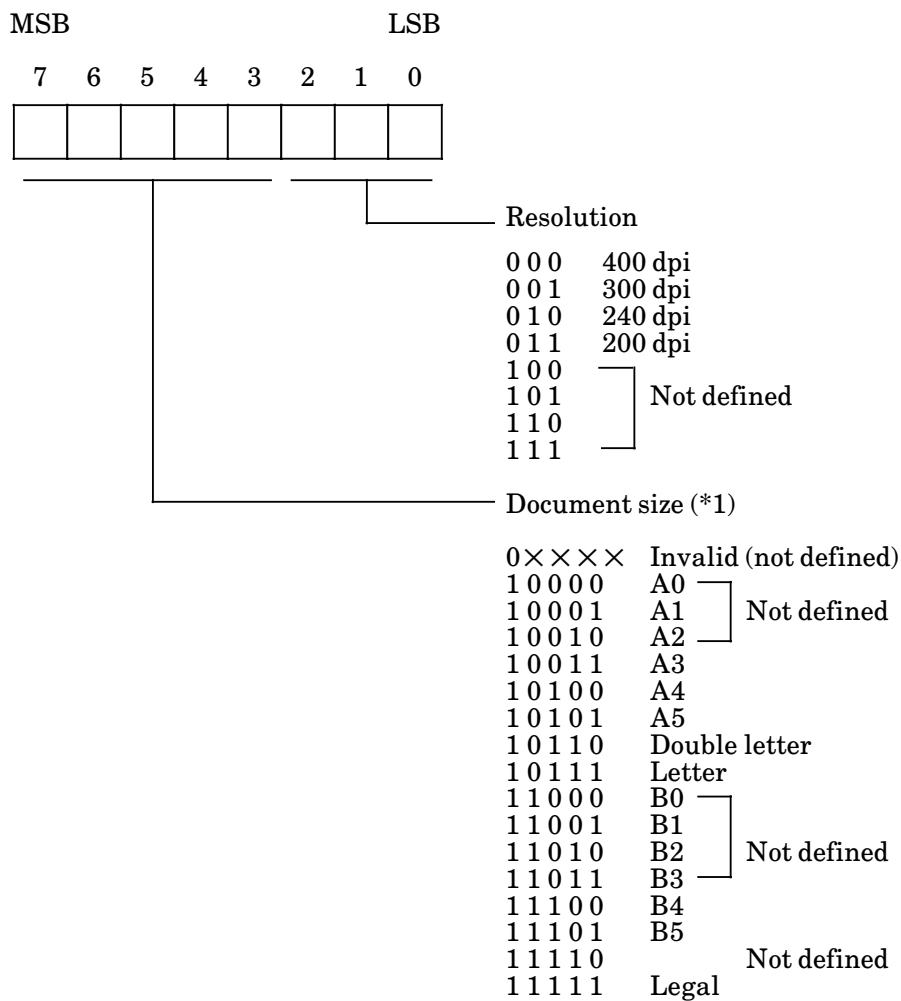 MSB LSB
7 6 5 4 3 2 1 0
Resolution
0 0 0 400 dpi
0 0 1 300 dpi
0 1 0 240 dpi
0 1 1 200 dpi
1 0 0
1 0 1 Not defined
1 1 0
1 1 1
Document size (*1)
0×××× Invalid (not defined)
1 0 0 0 0 A0
1 0 0 0 1 A1 Not defined
1 0 0 1 0 A2
1 0 0 1 1 A3
1 0 1 0 0 A4
1 0 1 0 1 A5
1 0 1 1 0 Double letter
1 0 1 1 1 Letter
1 1 0 0 0 B0
1 1 0 0 1 B1
1 1 0 1 0 B2 Not defined
1 1 0 1 1 B3
1 1 1 0 0 B4
1 1 1 0 1 B5
1 1 1 1 0 Not defined
1 1 1 1 1 Legal